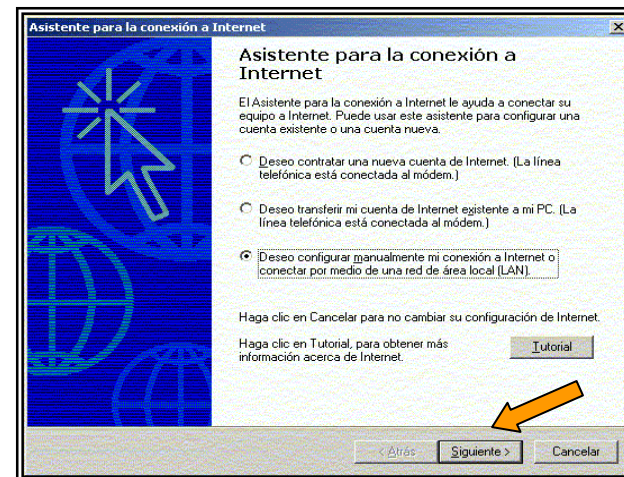 Asistente para la conexión a Internet
Asistente para la conexión a
Internet
El Asistente para la conexión a Internet le ayuda a conectar su
equipo a Internet. Puede usar este asistente para configurar una
cuenta existente o una cuenta nueva.
Deseo contratar una nueva cuenta de Internet. (La línea
telefónica está conectada al módem.)
Deseo transferir mi cuenta de Internet existente a mi PC. (La
línea telefónica está conectada al módem.)
Deseo configurar manualmente mi conexión a Internet o
conectar por medio de una red de área local (LAN).
Haga clic en Cancelar para no cambiar su configuración de Internet.
Haga clic en Tutorial, para obtener más
información acerca de Internet.
Tutorial
< Atrás
Siguiente >
Cancelar